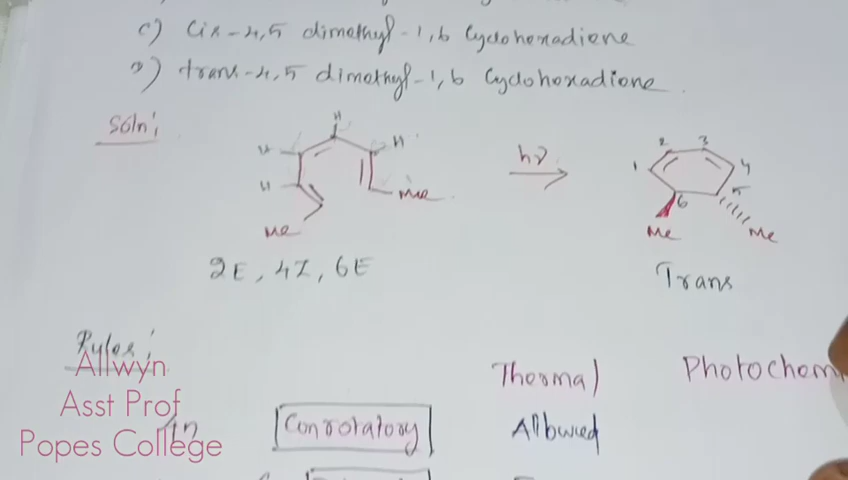 c) Cis-4,5 dimethyl-1,6 Cyclohexadiene
D) trans-4,5 dimethyl-1,6 Cyclohexadione
Soln:
H
H
H
H
Me
Me
hν
1
2
3
4
5
6
Me
Me
2E, 4Z, 6E
Trans
Rules:
Thermal
Photochem
4n
Conrotatory
Allowed
Allwyn
Asst Prof
Popes College